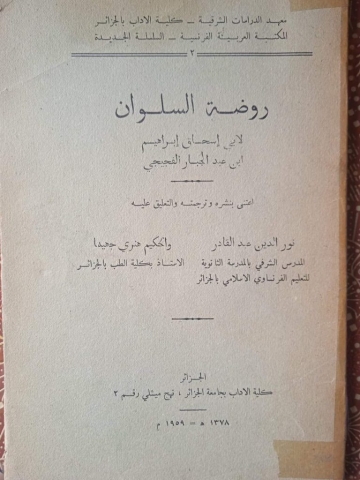 معهد الدراسات الشرقية ـ كلية الآداب بالجزائر
المكتبة العربية الفرنسية ـ السلسلة الجديدة
٣
روضة السلوان
لأبي إسحاق إبراهيم
ابن عبد الجبار الفجيجي
اعتنى بنشره وترجمته والتعليق عليه
نور الدين عبد القادر
المدرس الشرفي بالمدرسة الثانوية
للتعليم الفرنساوي الاسلامي بالجزائر
والحكيم هنري جهيدا
الاستاذ بكلية الطب بالجزائر
الجزائر
كلية الآداب بجامعة الجزائر ، نهج ميشلي رقم ٢
١٣٧٨ هـ = ١٩٥٩ م